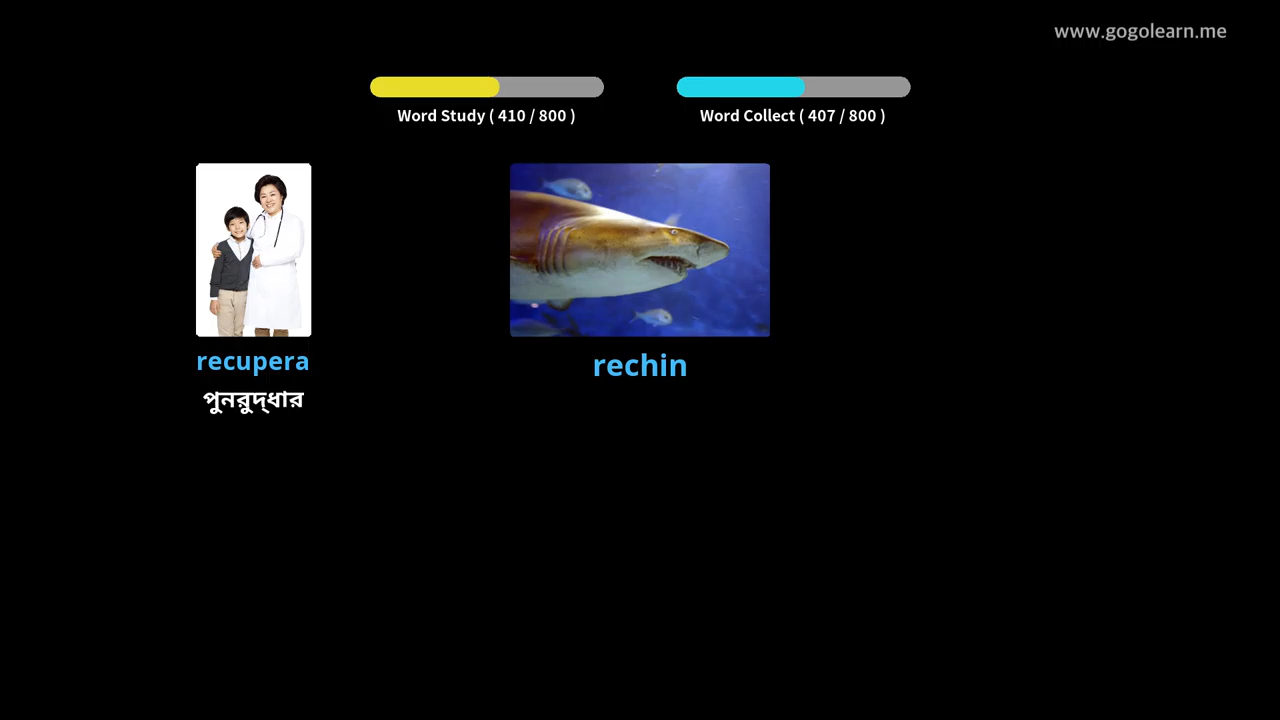 www.gogolearn.me
Word Study ( 410 / 800 )
Word Collect ( 407 / 800 )
recupera
পুনরুদ্ধার
rechin